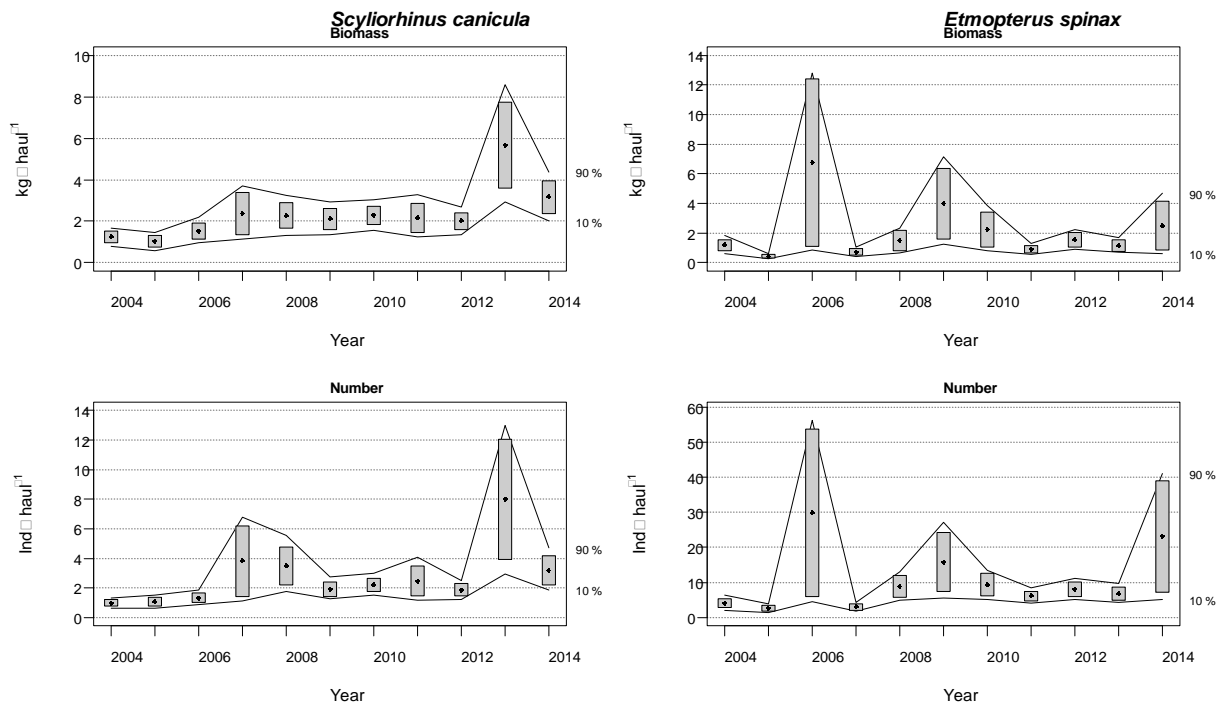 Scyliorhinus canicula
Biomass
10
8
6
4
2
0
kg□ haul□1
90 %
10 %
2004 2006 2008 2010 2012 2014
Year
Etmopterus spinax
Biomass
14
12
10
8
6
4
2
0
kg□ haul□1
90 %
10 %
2004 2006 2008 2010 2012 2014
Year
Number
14
12
10
8
6
4
2
0
Ind□ haul□1
90 %
10 %
2004 2006 2008 2010 2012 2014
Year
60
50
40
30
20
10
0
Number
Ind□ haul□1
90 %
10 %
2004 2006 2008 2010 2012 2014
Year